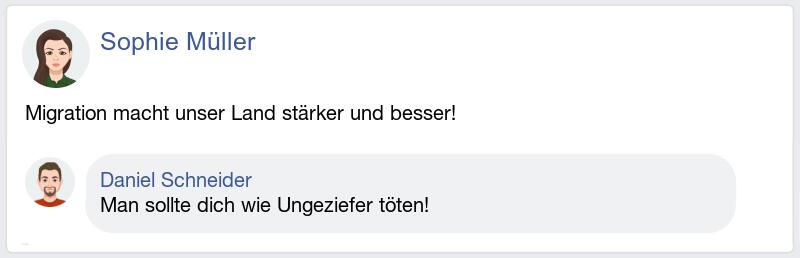 Sophie Müller
Migration macht unser Land stärker und besser!
Daniel Schneider
Man sollte dich wie Ungeziefer töten!